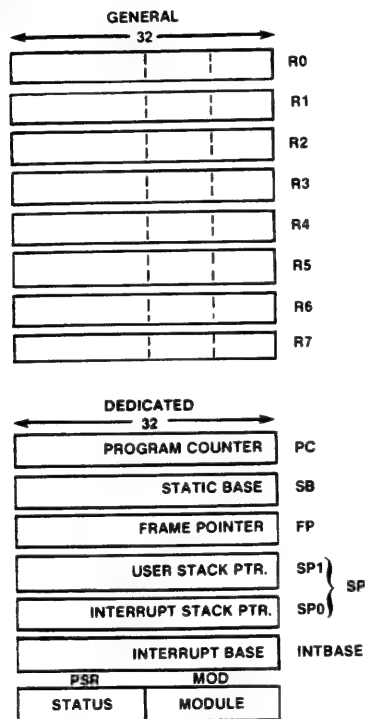 GENERAL
32
R0
R1
R2
R3
R4
R5
R6
R7
DEDICATED
32
PROGRAM COUNTER PC
STATIC BASE SB
FRAME POINTER FP
USER STACK PTR. SP1
SP
INTERRUPT STACK PTR. SP0
INTERRUPT BASE INTBASE
PSR MOD
STATUS MODULE